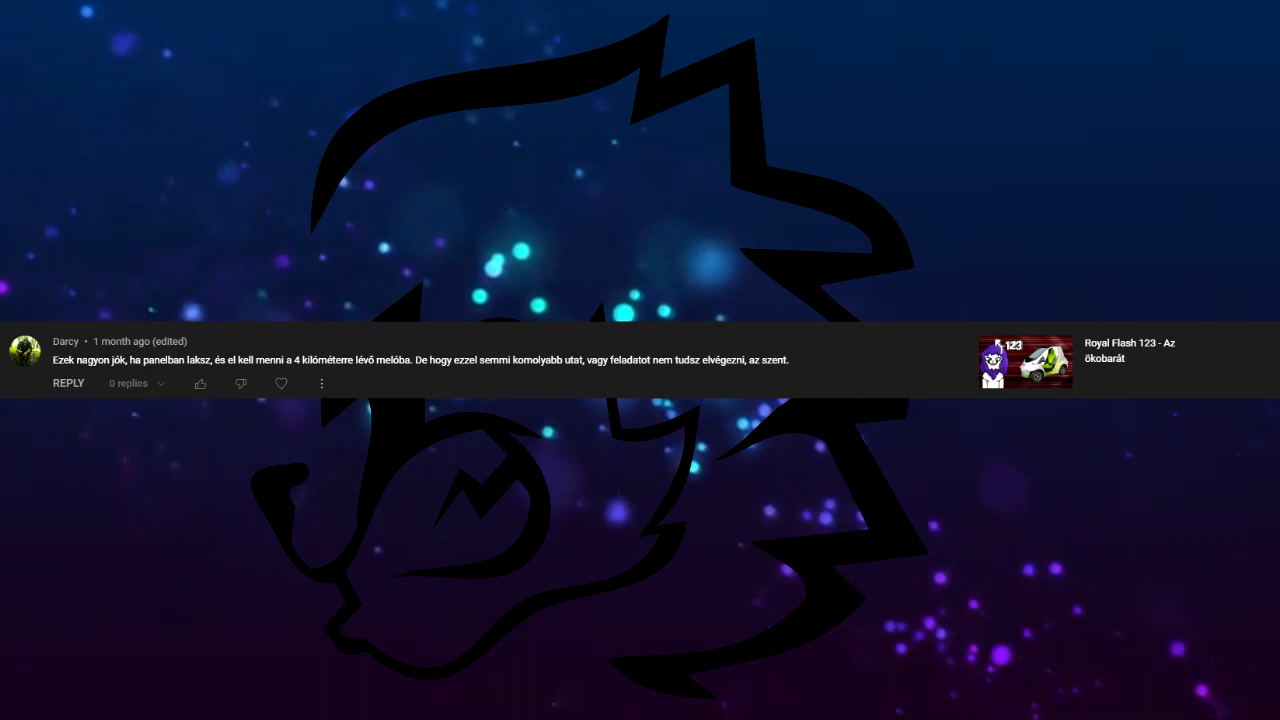 Darcy • 1 month ago (edited)
Ezek nagyon jók, ha panelban laksz, és el kell menni a 4 kilóméterre lévő melóba. De hogy ezzel semmi komolyabb utat, vagy feladatot nem tudsz elvégezni, az szent.
REPLY 0 replies
123
Royal Flash 123 - Az
ökobarát